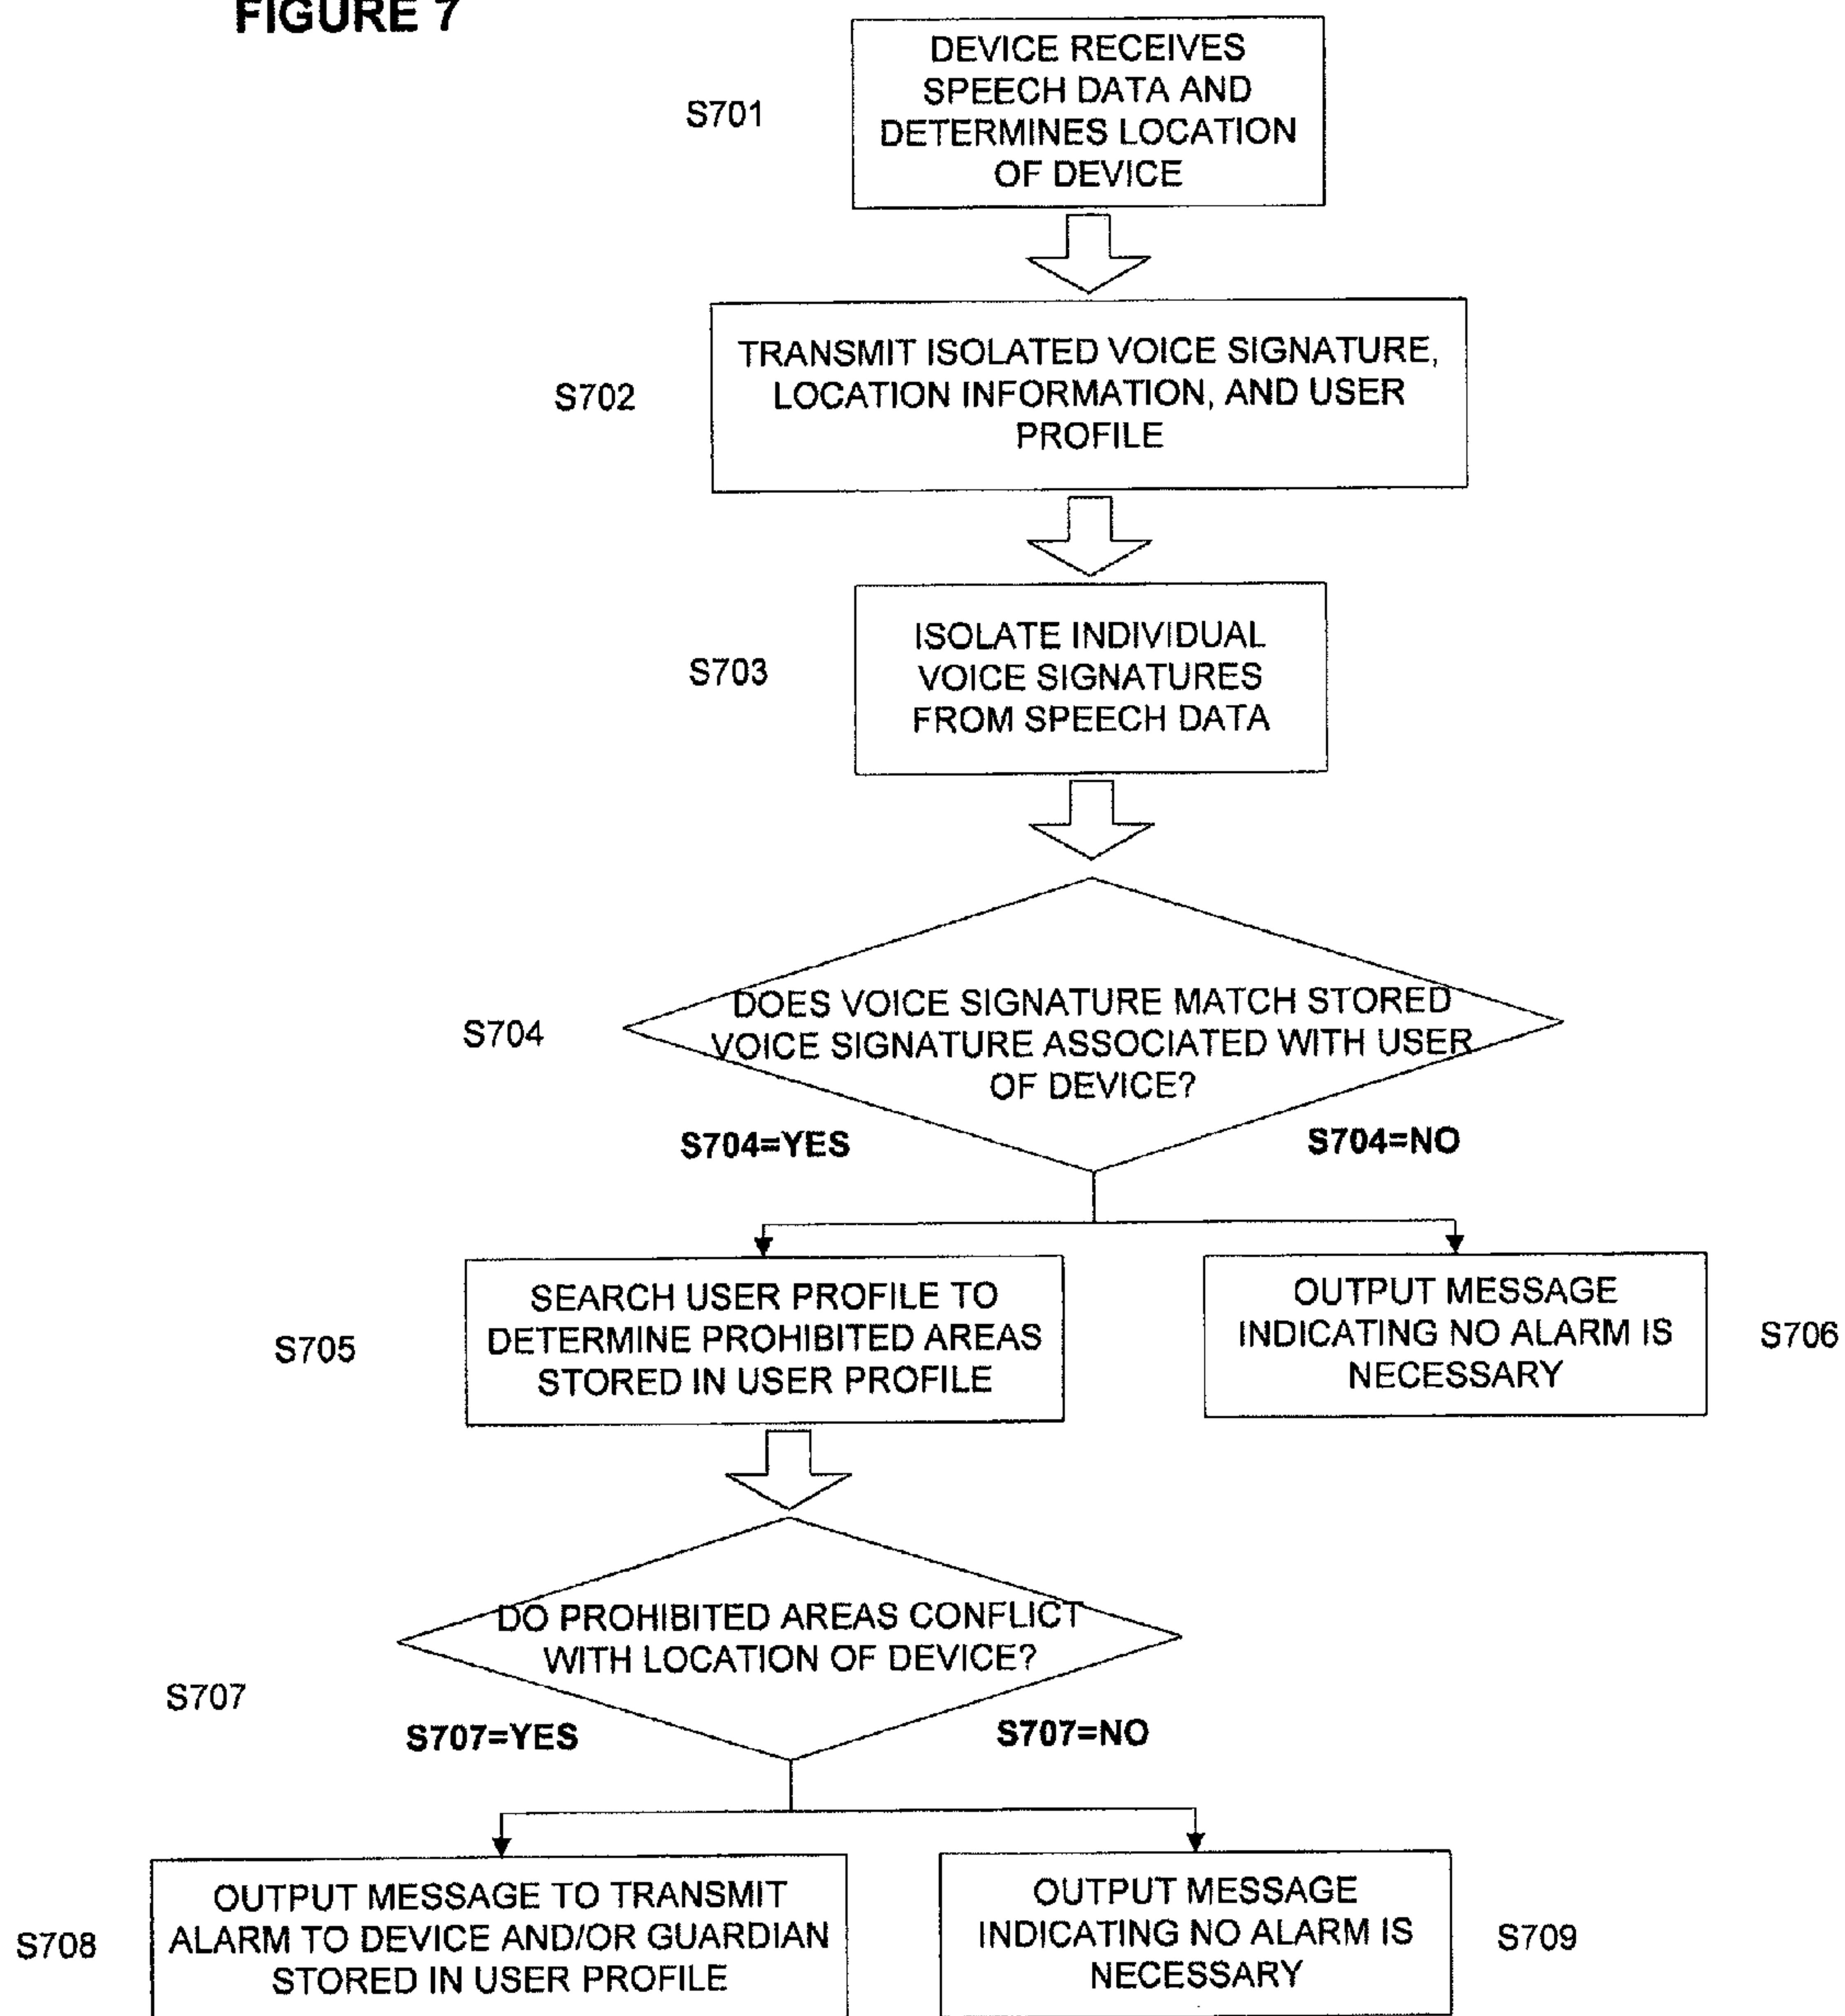 FIGURE 7
DEVICE RECEIVES
SPEECH DATA AND
DETERMINES LOCATION
OF DEVICE
S701
TRANSMIT ISOLATED VOICE SIGNATURE,
LOCATION INFORMATION, AND USER
PROFILE
S702
ISOLATE INDIVIDUAL
VOICE SIGNATURES
FROM SPEECH DATA
S703
DOES VOICE SIGNATURE MATCH STORED
VOICE SIGNATURE ASSOCIATED WITH USER
OF DEVICE?
S704
S704=YES
S704=NO
SEARCH USER PROFILE TO
DETERMINE PROHIBITED AREAS
STORED IN USER PROFILE
S705
OUTPUT MESSAGE
INDICATING NO ALARM IS
NECESSARY
S706
DO PROHIBITED AREAS CONFLICT
WITH LOCATION OF DEVICE?
S707
S707=YES
S707=NO
OUTPUT MESSAGE TO TRANSMIT
ALARM TO DEVICE AND/OR GUARDIAN
STORED IN USER PROFILE
S708
OUTPUT MESSAGE
INDICATING NO ALARM IS
NECESSARY
S709